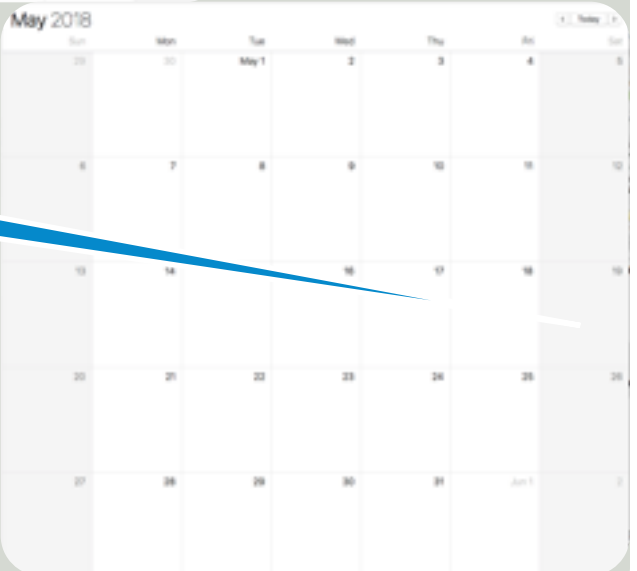 May 2018
Today
Sun Mon Tue Wed Thu Fri Sat
29 30 May 1 2 3 4 5
6 7 8 9 10 11 12
13 14 16 17 18 19
20 21 22 23 24 25 26
27 28 29 30 31 Jun 1 2